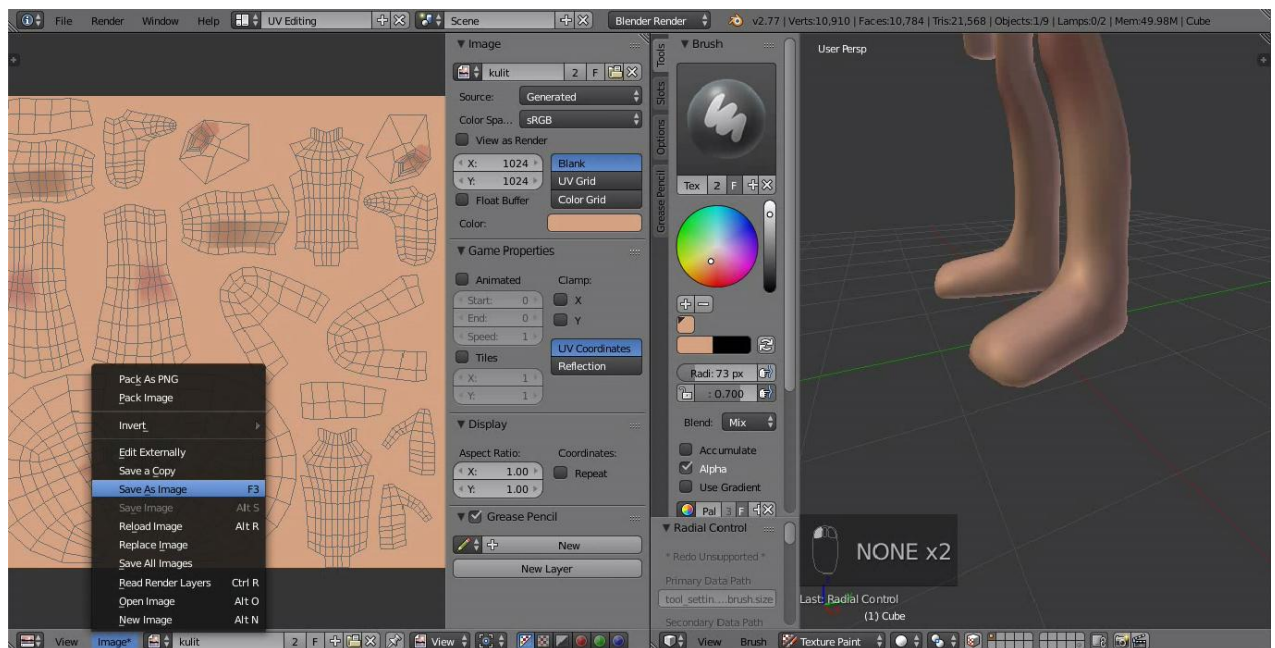 File Render Window Help UV Editing Scene Blender Render v2.77 | Verts:10,910 | Faces:10,784 | Tris:21,568 | Objects:1/9 | Lamps:0/2 | Mem:49.98M | Cube
Image
kulit 2 F
Source: Generated
Color Spa... sRGB
View as Render
X: 1024 Blank
Y: 1024 UV Grid
Float Buffer Color Grid
Color:
Game Properties
Animated Clamp:
Start: 0 X
End: 0 Y
Speed: 1
Tiles UV Coordinates
X: 1 Reflection
Y: 1
Display
Aspect Ratio: Coordinates:
X: 1.00 Repeat
Y: 1.00
Grease Pencil
New
New Layer
Pack As PNG
Pack Image
Invert
Edit Externally
Save a Copy
Save As Image F3
Save Image Alt S
Reload Image Alt R
Replace Image
Save All Images
Read Render Layers Ctrl R
Open Image Alt O
New Image Alt N
Tools
Slots
Options
Grease Pencil
Brush
Tex 2 F
Radi: 73 px
: 0.700
Blend: Mix
Accumulate
Alpha
Use Gradient
Pal 3 F
Radial Control
* Redo Unsupported *
Primary Data Path
tool_settin....brush.size
Secondary Data Path
User Persp
NONE x2
Last: Radial Control
(1) Cube
View Image* kulit 2 F View
View Brush Texture Paint